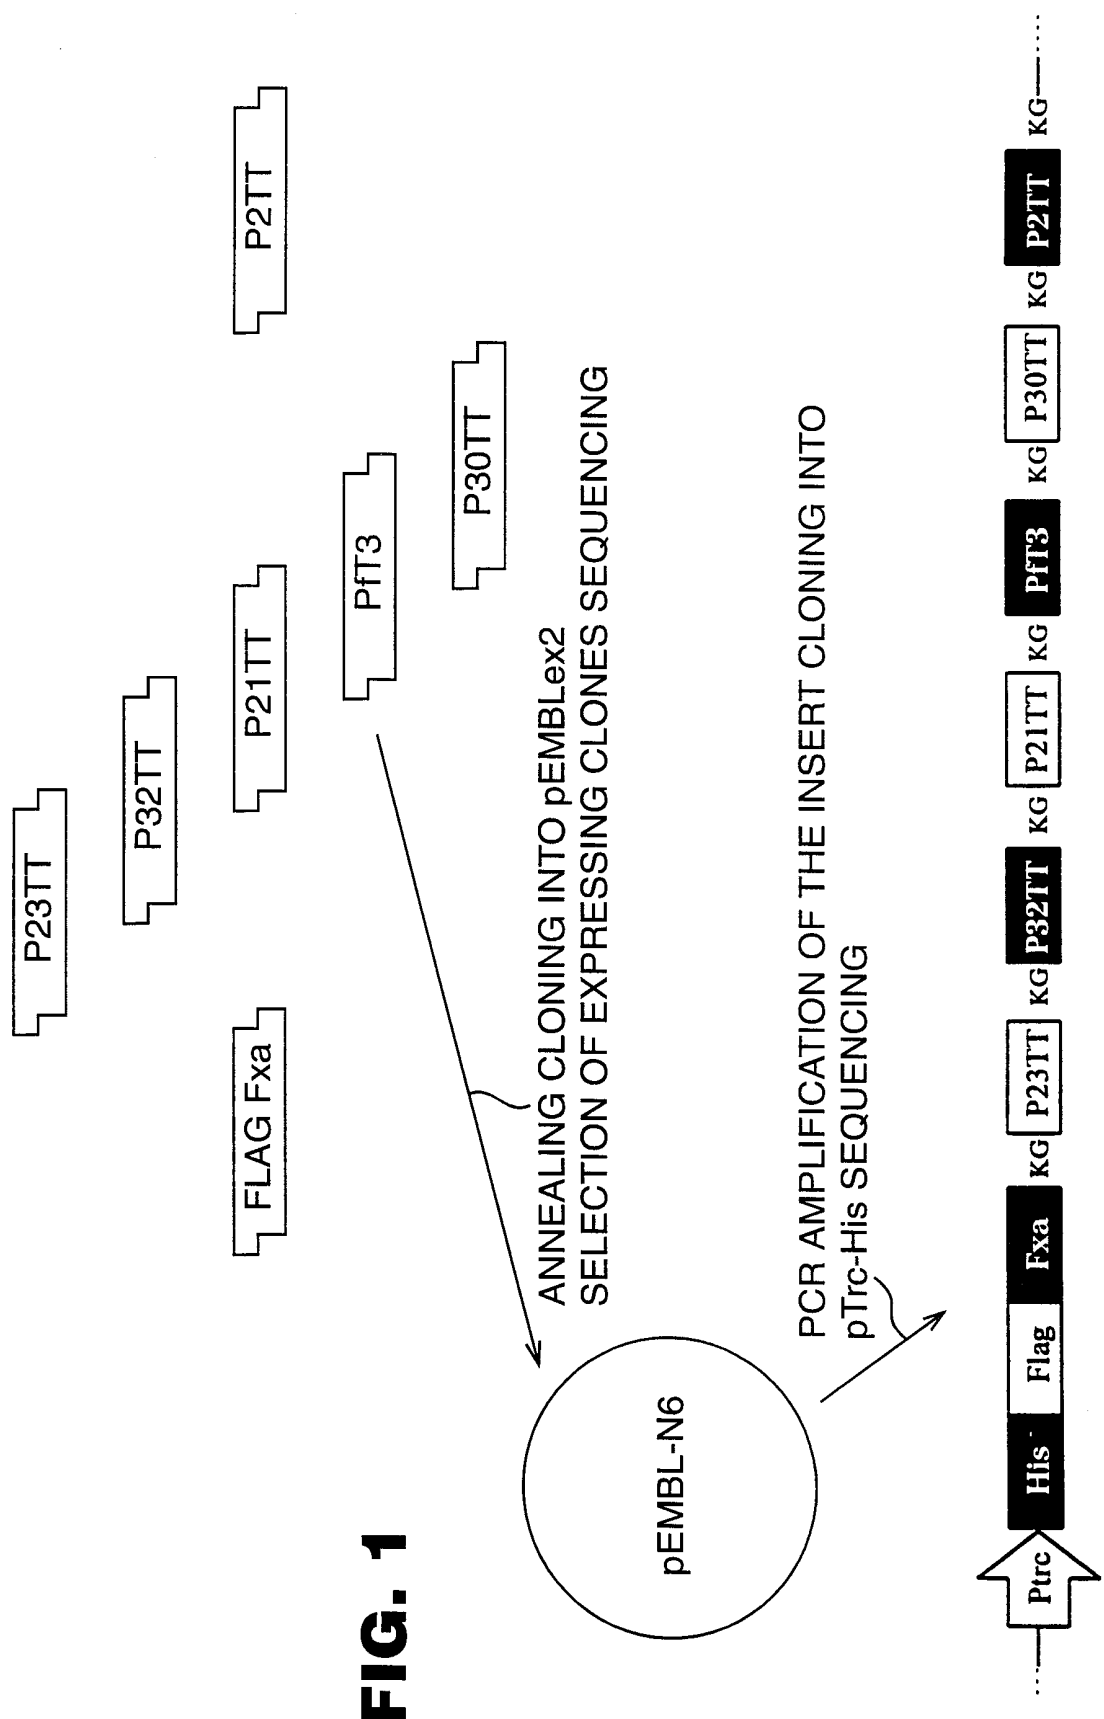 FIG. 1
P23TT
P32TT
FLAG Fxa
P21TT
P2TT
PfT3
P30TT
ANNEALING CLONING INTO pEMBLex2
SELECTION OF EXPRESSING CLONES SEQUENCING
pEMBL-N6
PCR AMPLIFICATION OF THE INSERT CLONING INTO
pTrc-His SEQUENCING
Ptrc His Flag Fxa KG P23TT KG P32TT KG P21TT KG PfT3 KG P30TT KG P2TT KG